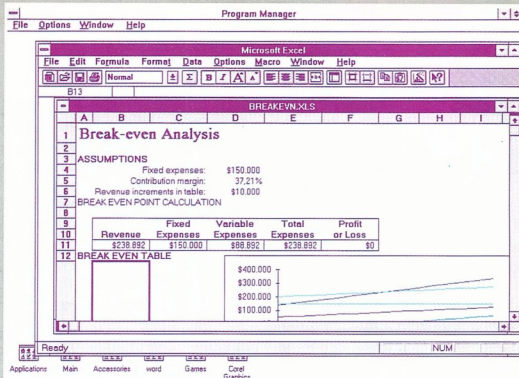 Program Manager
File Options Window Help
Microsoft Excel
File Edit Formula Format Data Options Macro Window Help
Normal Σ B I A A
B13
BREAKEVN.XLS
A B C D E F G H I
1 Break-even Analysis
2
3 ASSUMPTIONS
4 Fixed expenses: $150.000
5 Contribution margin: 37,21%
6 Revenue increments in table: $10.000
7 BREAK EVEN POINT CALCULATION
8
9 Fixed Variable Total Profit
10 Revenue Expenses Expenses Expenses or Loss
11 $238.892 $150.000 $88.892 $238.892 $0
12 BREAK EVEN TABLE
$400.000
$300.000
$200.000
$100.000
Ready NUM
Applications Main Accessories word Games Corel
Graphics